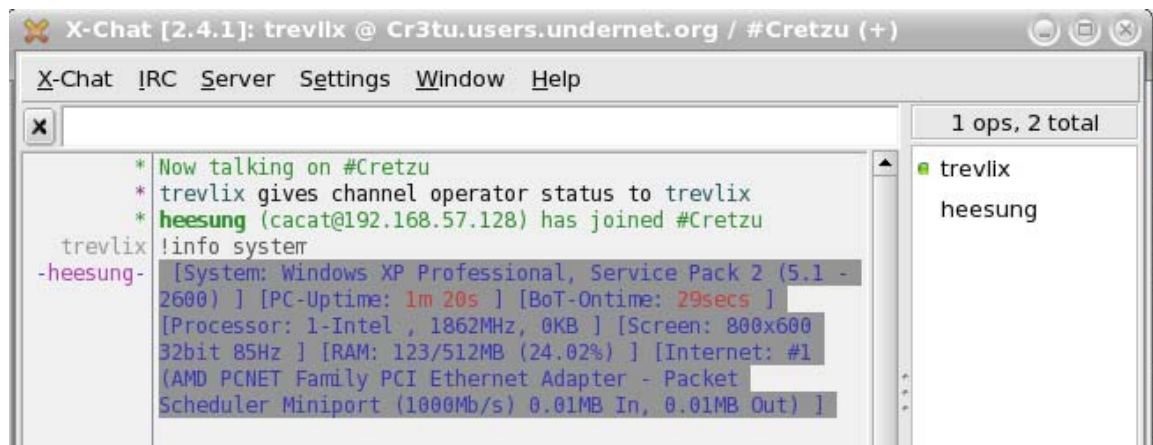 X-Chat [2.4.1]: trevlix @ Cr3tu.users.undernet.org / #Cretzu (+)
X-Chat IRC Server Settings Window Help
x
1 ops, 2 total
* Now talking on #Cretzu
* trevlix gives channel operator status to trevlix
* heesung (cacat@192.168.57.128) has joined #Cretzu
trevlix !info system
-heesung- [System: Windows XP Professional, Service Pack 2 (5.1 -
2600) ] [PC-Uptime: 1m 20s ] [BoT-Ontime: 29secs ]
[Processor: 1-Intel , 1862MHz, 0KB ] [Screen: 800x600
32bit 85Hz ] [RAM: 123/512MB (24.02%) ] [Internet: #1
(AMD PCNET Family PCI Ethernet Adapter - Packet
Scheduler Miniport (1000Mb/s) 0.01MB In, 0.01MB Out) ]
trevlix
heesung